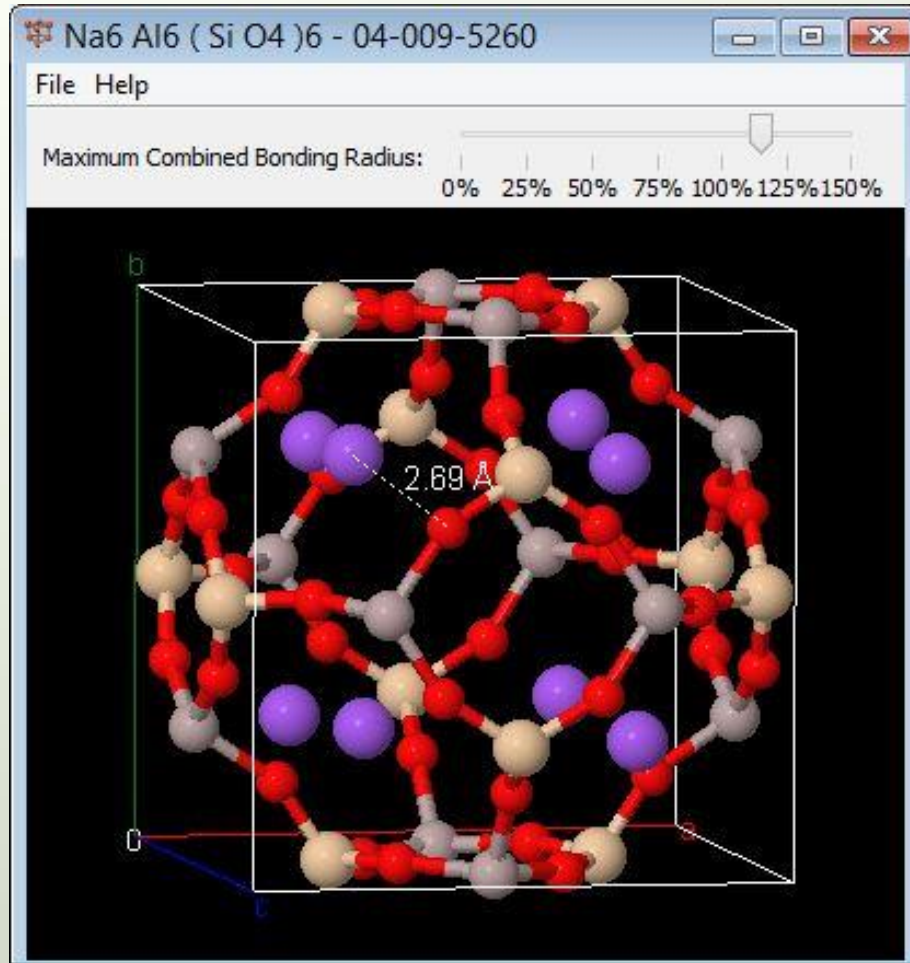 Na6 Al6 ( Si O4 )6 - 04-009-5260
File Help
Maximum Combined Bonding Radius:
0% 25% 50% 75% 100% 125% 150%
b
2.69 Å
0
a
c